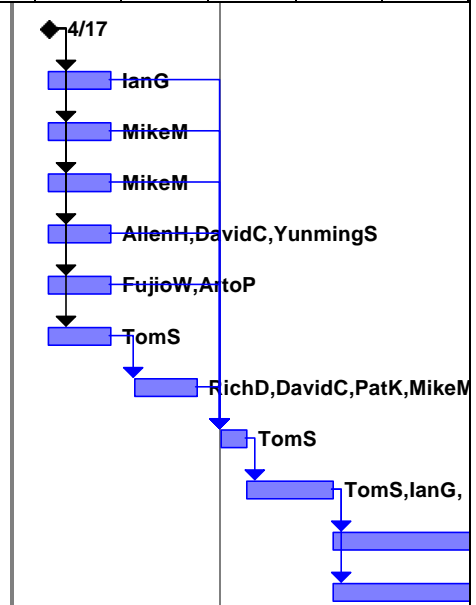 4/17
IanG
MikeM
MikeM
AllenH,DavidC,YunmingS
FujioW,ArtoP
TomS
RichD,DavidC,PatK,MikeM
TomS
TomS,IanG,